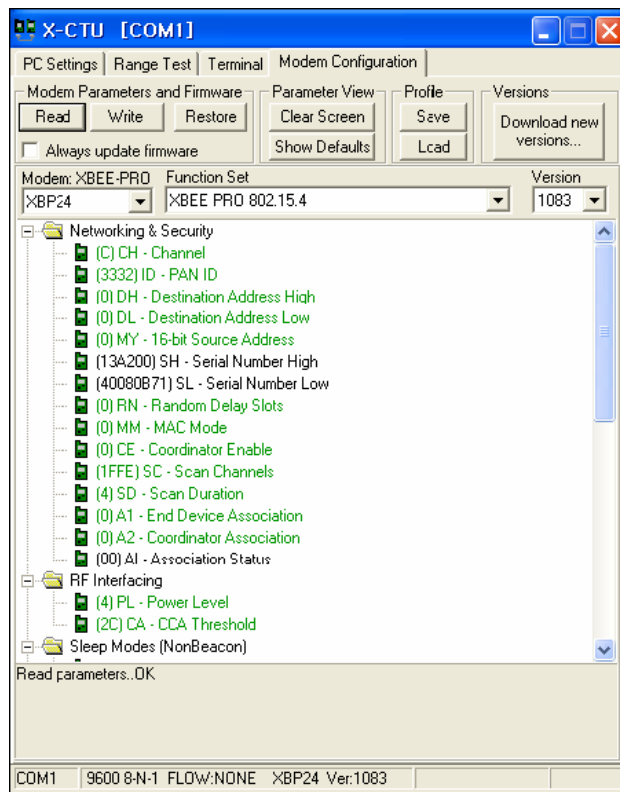 X-CTU [COM1]
PC Settings Range Test Terminal Modem Configuration
Modem Parameters and Firmware Parameter View Profile Versions
Read Write Restore Clear Screen Save Download new versions...
Always update firmware Show Defaults Load
Modem: XBEE-PRO Function Set Version
XBP24 XBEE PRO 802.15.4 1083
Networking & Security
(C) CH - Channel
(3332) ID - PAN ID
(0) DH - Destination Address High
(0) DL - Destination Address Low
(0) MY - 16-bit Source Address
(13A200) SH - Serial Number High
(40080B71) SL - Serial Number Low
(0) RN - Random Delay Slots
(0) MM - MAC Mode
(0) CE - Coordinator Enable
(1FFE) SC - Scan Channels
(4) SD - Scan Duration
(0) A1 - End Device Association
(0) A2 - Coordinator Association
(00) AI - Association Status
RF Interfacing
(4) PL - Power Level
(2C) CA - CCA Threshold
Sleep Modes (NonBeacon)
Read parameters..OK
COM1 9600 8-N-1 FLOW:NONE XBP24 Ver:1083